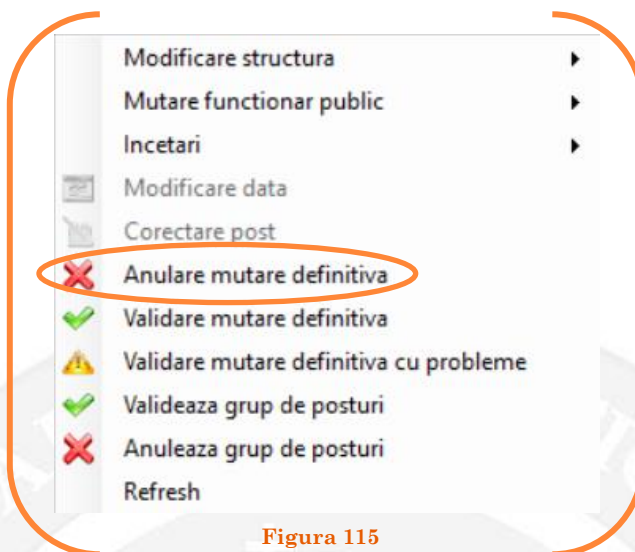 Modificare structura
Mutare functionar public
Incetari
Modificare data
Corectare post
Anulare mutare definitiva
Validare mutare definitiva
Validare mutare definitiva cu probleme
Valideaza grup de posturi
Anuleaza grup de posturi
Refresh
Figura 115